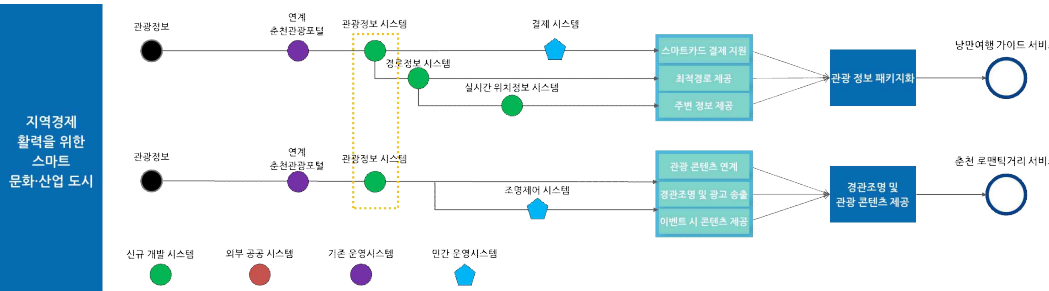 지역경제
활력을 위한
스마트
문화·산업 도시
관광정보
연계
춘천관광포털
관광정보 시스템
결제 시스템
경로정보 시스템
실시간 위치정보 시스템
스마트카드 결제 지원
최적경로 제공
주변 정보 제공
관광 정보 패키지화
낭만여행 가이드 서비
관광정보
연계
춘천관광포털
관광정보 시스템
조명제어 시스템
관광 콘텐츠 연계
경관조명 및 광고 송출
이벤트 시 콘텐츠 제공
경관조명 및
관광 콘텐츠 제공
춘천 로맨틱거리 서비
신규 개발 시스템
외부 공공 시스템
기존 운영시스템
민간 운영시스템